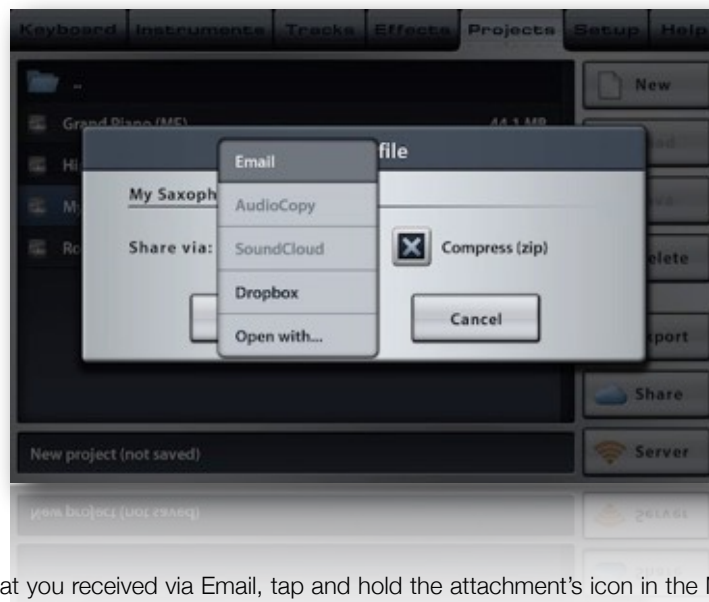 Keyboard Instruments Tracks Effects Projects Setup Help
..
New
Grand Piano (MF) 44.1 MB
file
Email
My Saxoph
AudioCopy
Share via:
SoundCloud
Compress (zip)
Dropbox
Cancel
Open with...
Share
New project (not saved)
Server
at you received via Email, tap and hold the attachment's icon in the